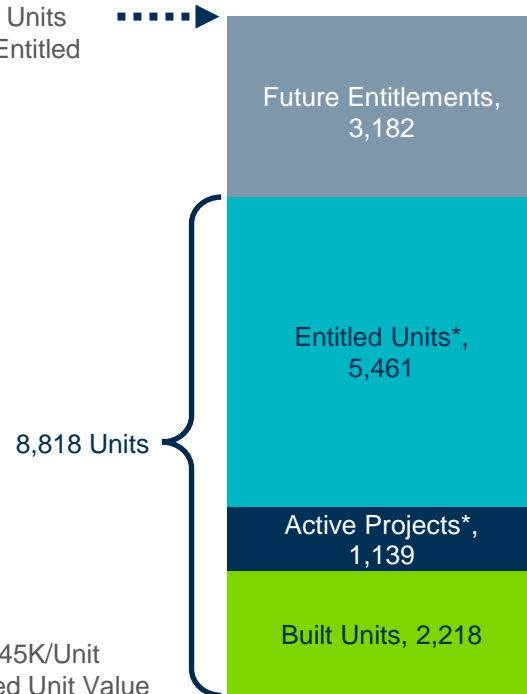 Units
Entitled
Future Entitlements,
3,182
Entitled Units*,
5,461
8,818 Units
Active Projects*,
1,139
Built Units, 2,218
45K/Unit
ed Unit Value